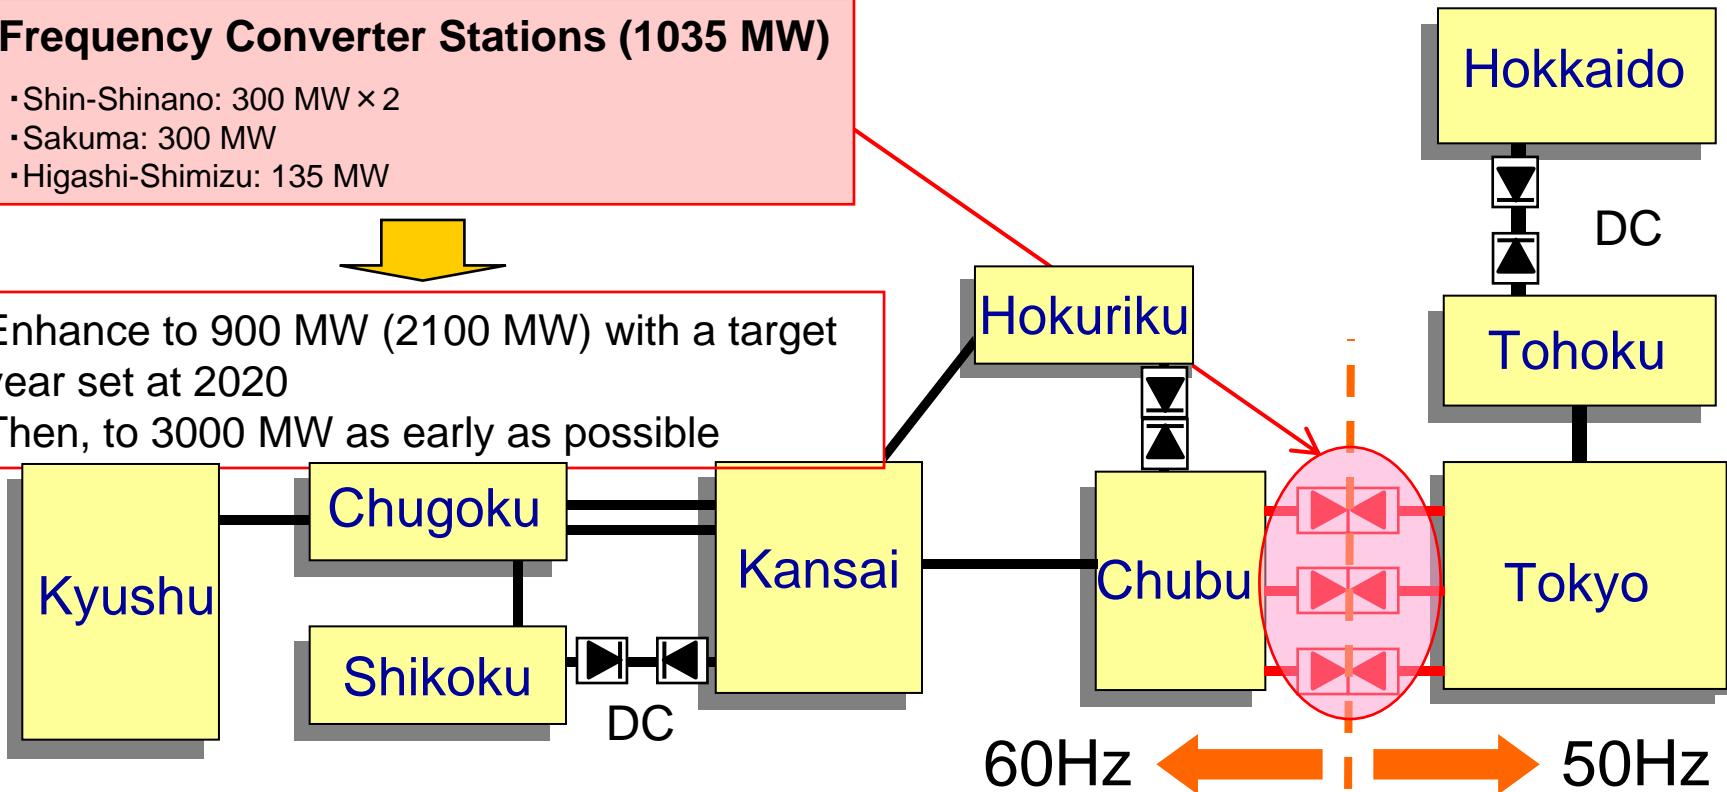 Frequency Converter Stations (1035 MW)
・Shin-Shinano: 300 MW×2
・Sakuma: 300 MW
・Higashi-Shimizu: 135 MW
Enhance to 900 MW (2100 MW) with a target
year set at 2020
Then, to 3000 MW as early as possible
Hokkaido
DC
Hokuriku
Tohoku
Chugoku
Kyushu
Kansai
Chubu
Tokyo
Shikoku
DC
60Hz
50Hz